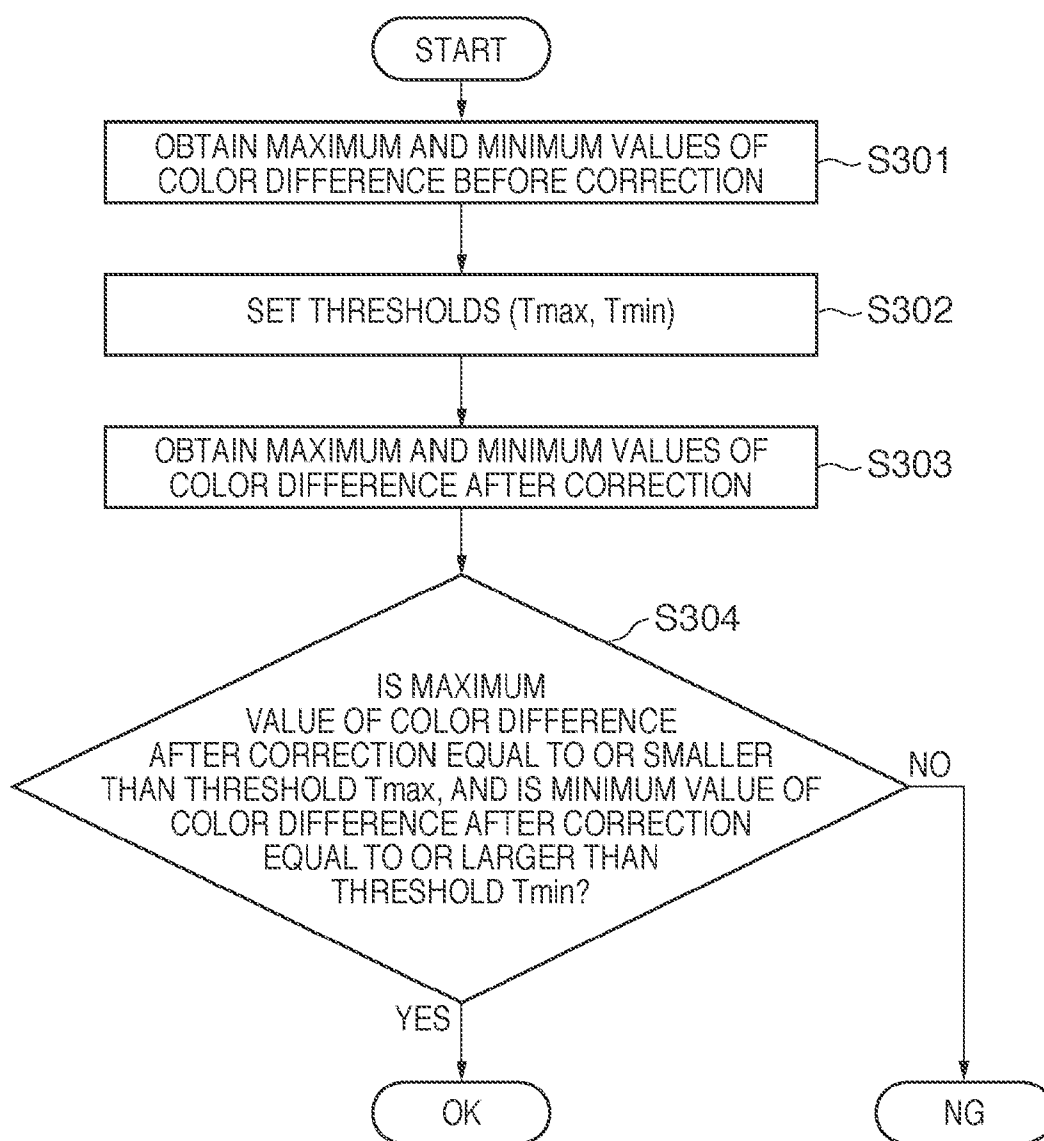 START
OBTAIN MAXIMUM AND MINIMUM VALUES OF
COLOR DIFFERENCE BEFORE CORRECTION
S301
SET THRESHOLDS (Tmax, Tmin)
S302
OBTAIN MAXIMUM AND MINIMUM VALUES OF
COLOR DIFFERENCE AFTER CORRECTION
S303
S304
IS MAXIMUM
VALUE OF COLOR DIFFERENCE
AFTER CORRECTION EQUAL TO OR SMALLER
THAN THRESHOLD Tmax, AND IS MINIMUM VALUE OF
COLOR DIFFERENCE AFTER CORRECTION
EQUAL TO OR LARGER THAN
THRESHOLD Tmin?
NO
YES
OK
NG